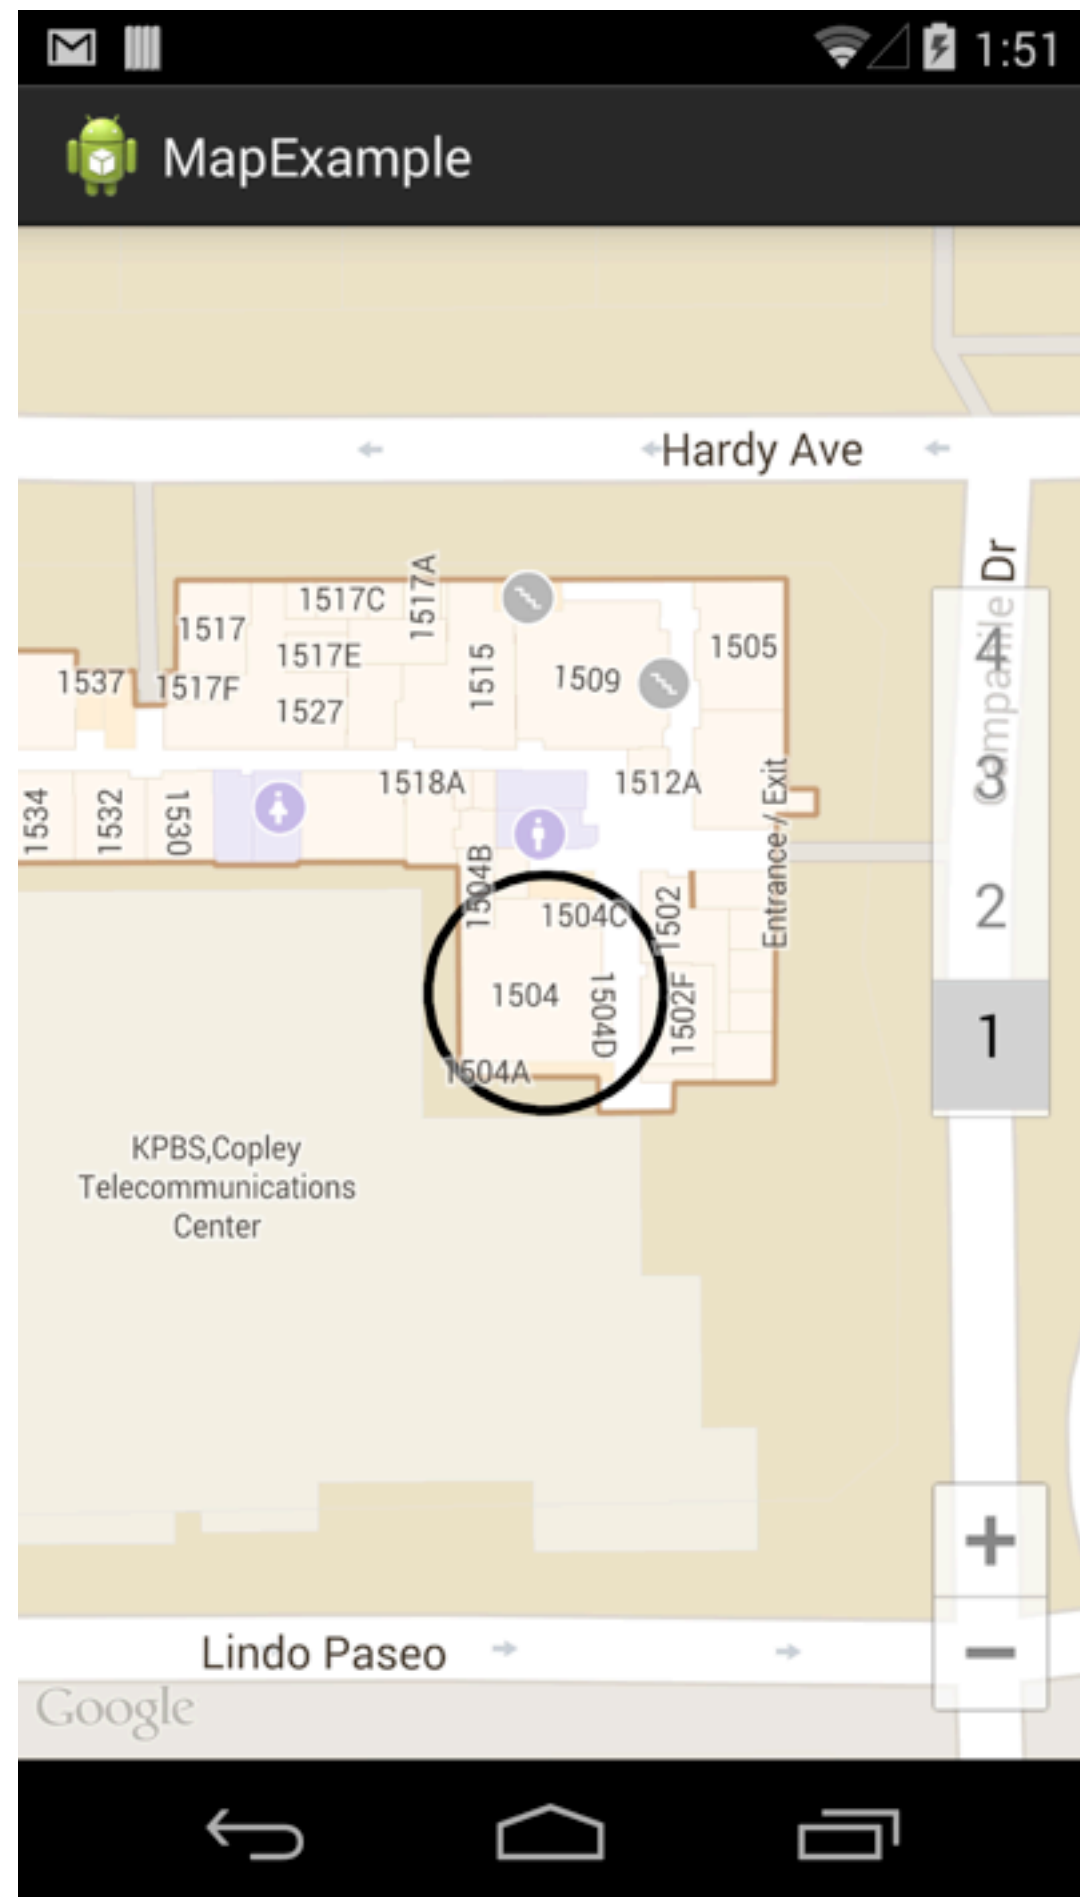 1:51
MapExample
Hardy Ave
Campanile Dr
1517A
1517C
1517
1517E
1505
1515
1509
1537
1517F
1527
4
3
2
1
1518A
1512A
1534
1532
1530
Entrance / Exit
1504B
1504C
1502
1504
1504D
1502F
1504A
KPBS,Copley
Telecommunications
Center
+
−
Lindo Paseo
Google